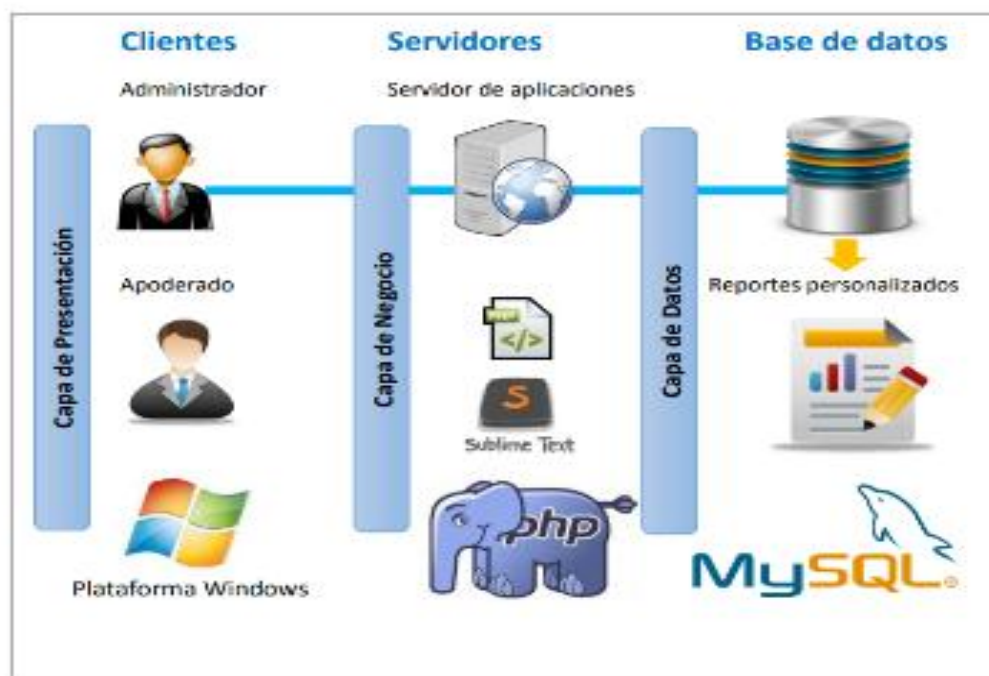 Clientes
Servidores
Base de datos
Administrador
Servidor de aplicaciones
Capa de Presentación
Capa de Negocio
Capa de Datos
Apoderado
Reportes personalizados
</>
S
Sublime Text
Plataforma Windows
php
MySQL®